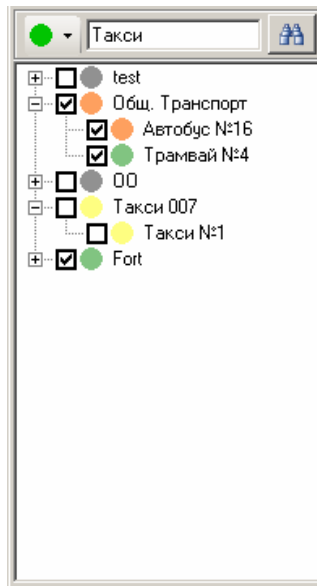 Такси
test
Общ. Транспорт
Автобус №16
Трамвай №4
ОО
Такси 007
Такси №1
Fort